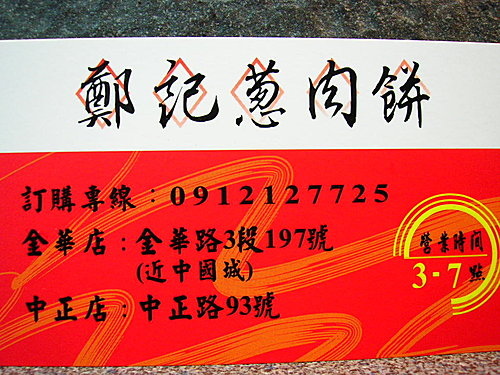 鄭記蔥肉餅
訂購專線：0912127725
金華店：金華路3段197號
(近中國城)
中正店：中正路93號
營業時間
3-7點